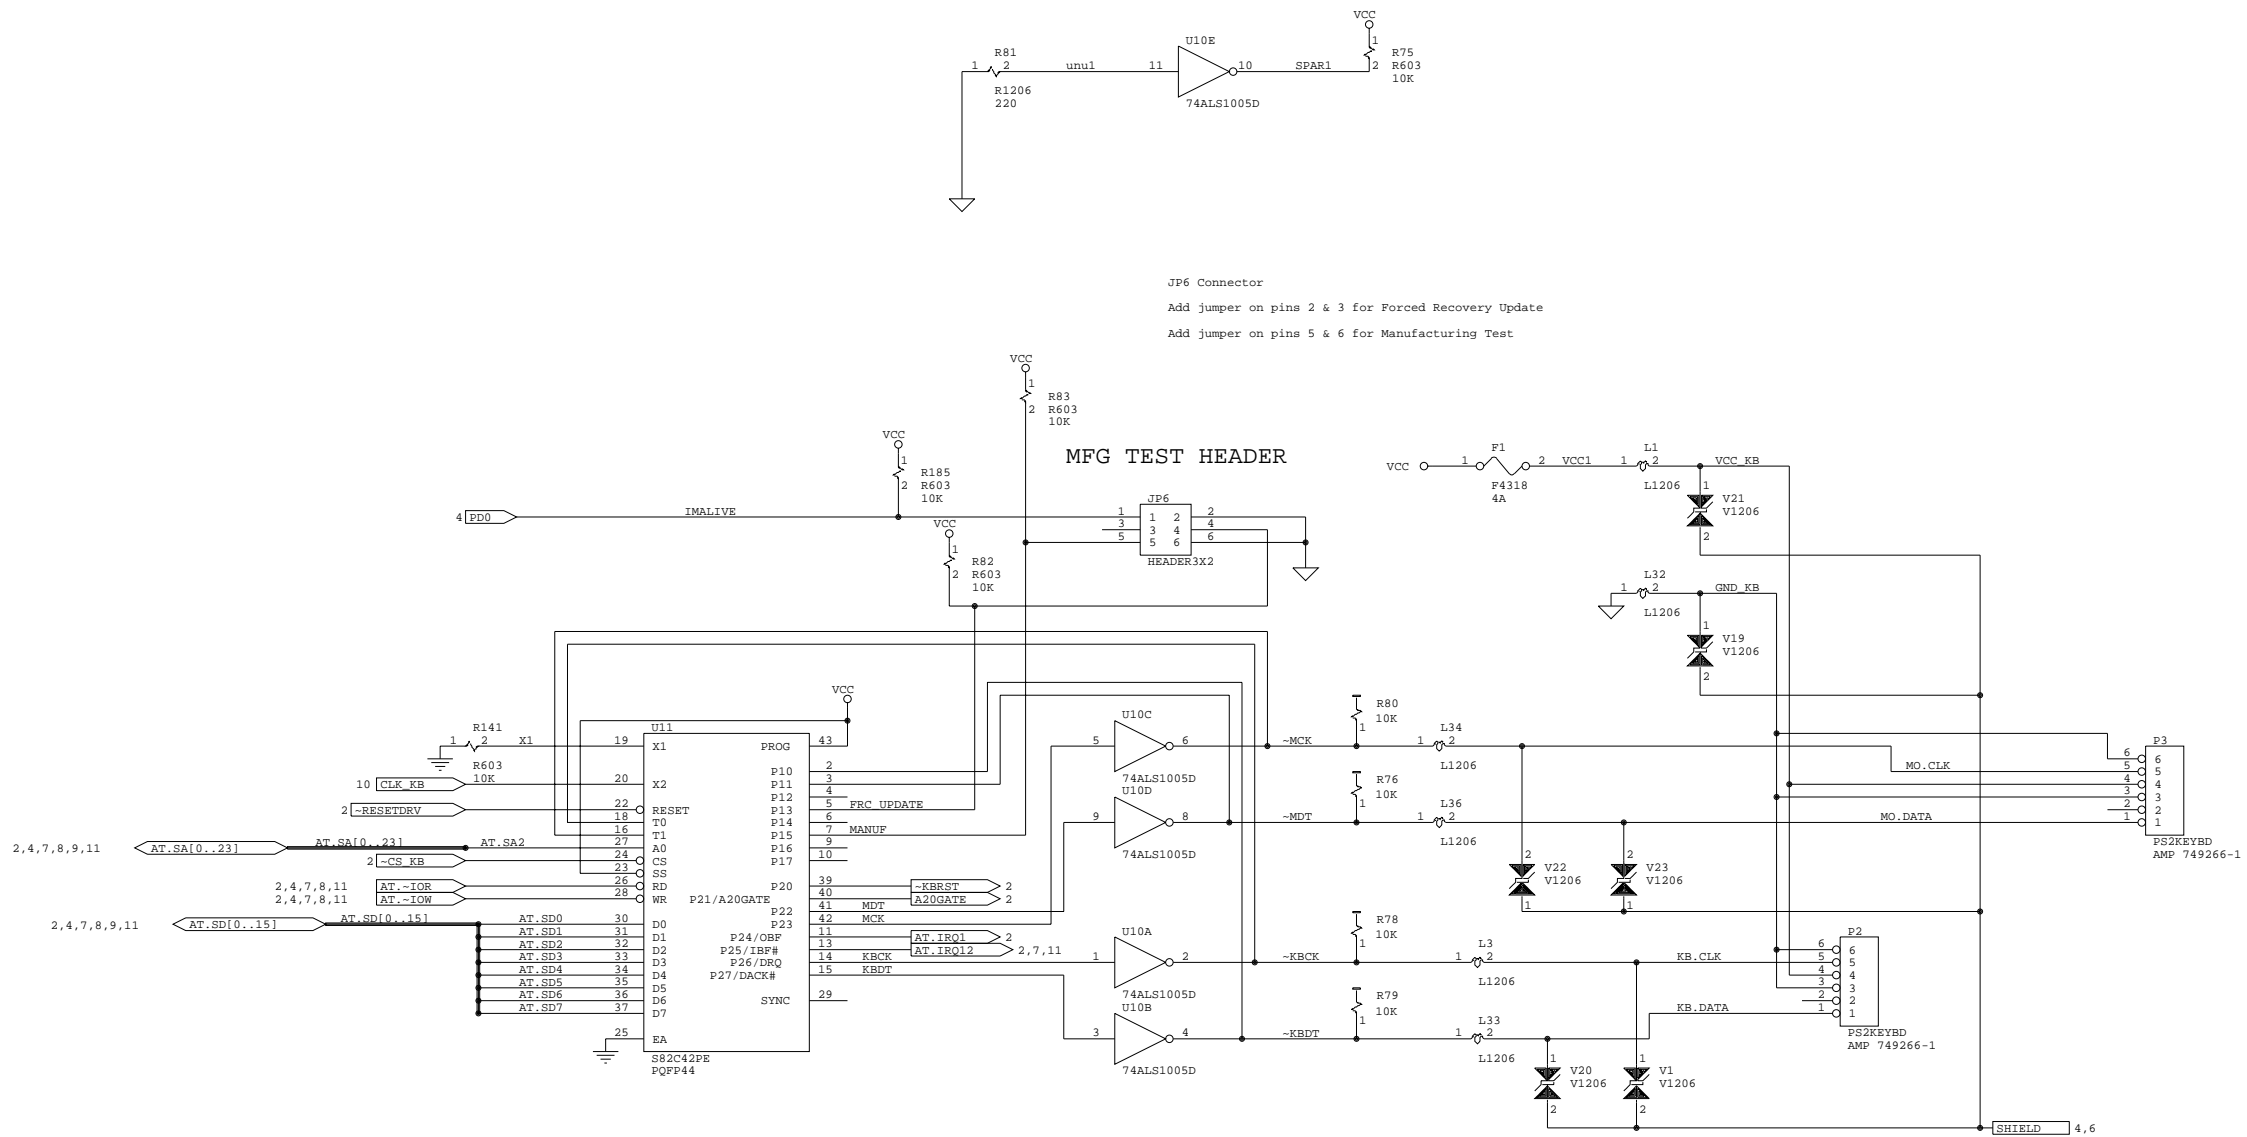 VCC
U10E
1
R81
R75
1 2 unu1 11 10 SPAR1 2 R603
10K
R1206
220
74ALS1005D
JP6 Connector
Add jumper on pins 2 & 3 for Forced Recovery Update
Add jumper on pins 5 & 6 for Manufacturing Test
VCC
1
R83
2 R603
10K
VCC
1
R185
2 R603
10K
MFG TEST HEADER
VCC 1 F1 2 VCC1 1 L1 2 VCC_KB
F4318
4A
L1206
1
V21
V1206
2
4 PD0 IMALIVE
JP6
1 1 2 2
3 3 4 4
5 5 6 6
HEADER3X2
VCC
1
R82
2 R603
10K
L32
1 2 GND_KB
L1206
1
V19
V1206
2
VCC
R141
1 2 X1
R603
10K
10 CLK_KB
2 ~RESETDRV
2,4,7,8,9,11 AT.SA[0..23] AT.SA[0..23] AT.SA2
2 ~CS_KB
2,4,7,8,11 AT.~IOR
2,4,7,8,11 AT.~IOW
2,4,7,8,9,11 AT.SD[0..15] AT.SD[0..15]
AT.SD0
AT.SD1
AT.SD2
AT.SD3
AT.SD4
AT.SD5
AT.SD6
AT.SD7
U11
19 X1
20 X2
22 RESET
18 T0
16 T1
27 A0
24 CS
23 SS
26 RD
28 WR
30 D0
31 D1
32 D2
33 D3
34 D4
35 D5
36 D6
37 D7
25 EA
PROG 43
P10 2
P11 3
P12 4
P13 5 FRC_UPDATE
P14 6
P15 7 MANUF
P16 9
P17 10
P20 39 ~KBRST 2
P21/A20GATE 40 A20GATE 2
P22 41 MDT
P23 42 MCK
P24/OBF 11 AT.IRQ1 2
P25/IBF# 13 AT.IRQ12 2,7,11
P26/DRQ 14 KBCK
P27/DACK# 15 KBDT
SYNC 29
S82C42PE
PQFP44
U10C
5 6 ~MCK
74ALS1005D
R80
10K
1
L34
1 2
L1206
U10D
9 8 ~MDT
74ALS1005D
R76
10K
1
L36
1 2
L1206
MO.CLK
MO.DATA
2
V22
V1206
1
2
V23
V1206
1
P3
6 6
5 5
4 4
3 3
2 2
1 1
PS2KEYBD
AMP 749266-1
U10A
1 2 ~KBCK
74ALS1005D
R78
10K
1
L3
1 2
L1206
U10B
3 4 ~KBDT
74ALS1005D
R79
10K
1
L33
1 2
L1206
KB.CLK
KB.DATA
P2
6 6
5 5
4 4
3 3
2 2
1 1
PS2KEYBD
AMP 749266-1
1
V20
V1206
2
1
V1
V1206
2
SHIELD 4,6